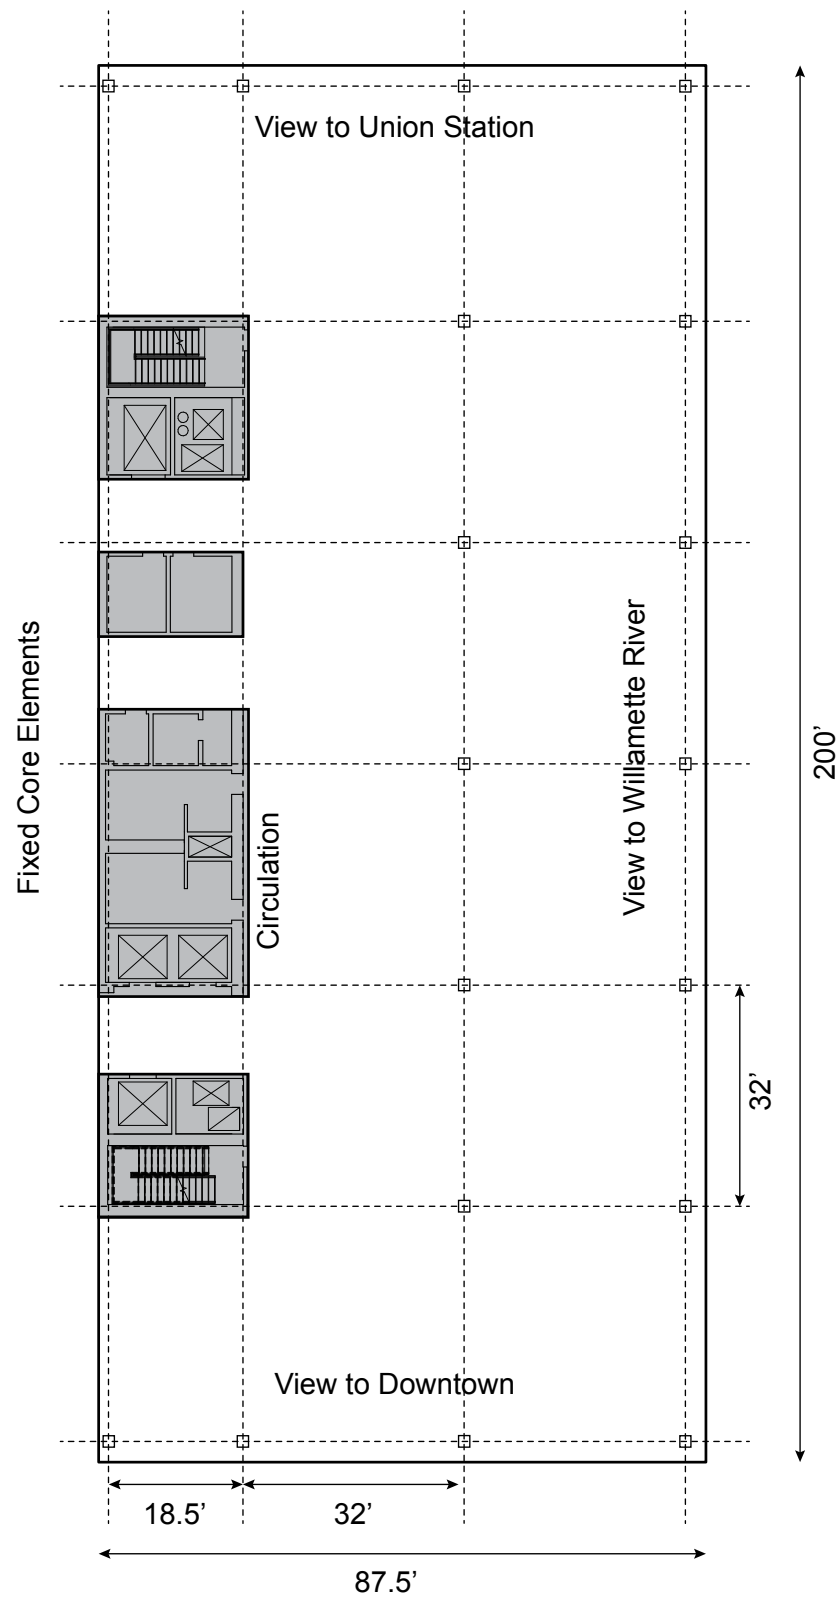 View to Union Station
Fixed Core Elements
Circulation
View to Willamette River
200’
32’
View to Downtown
18.5’
32’
87.5’